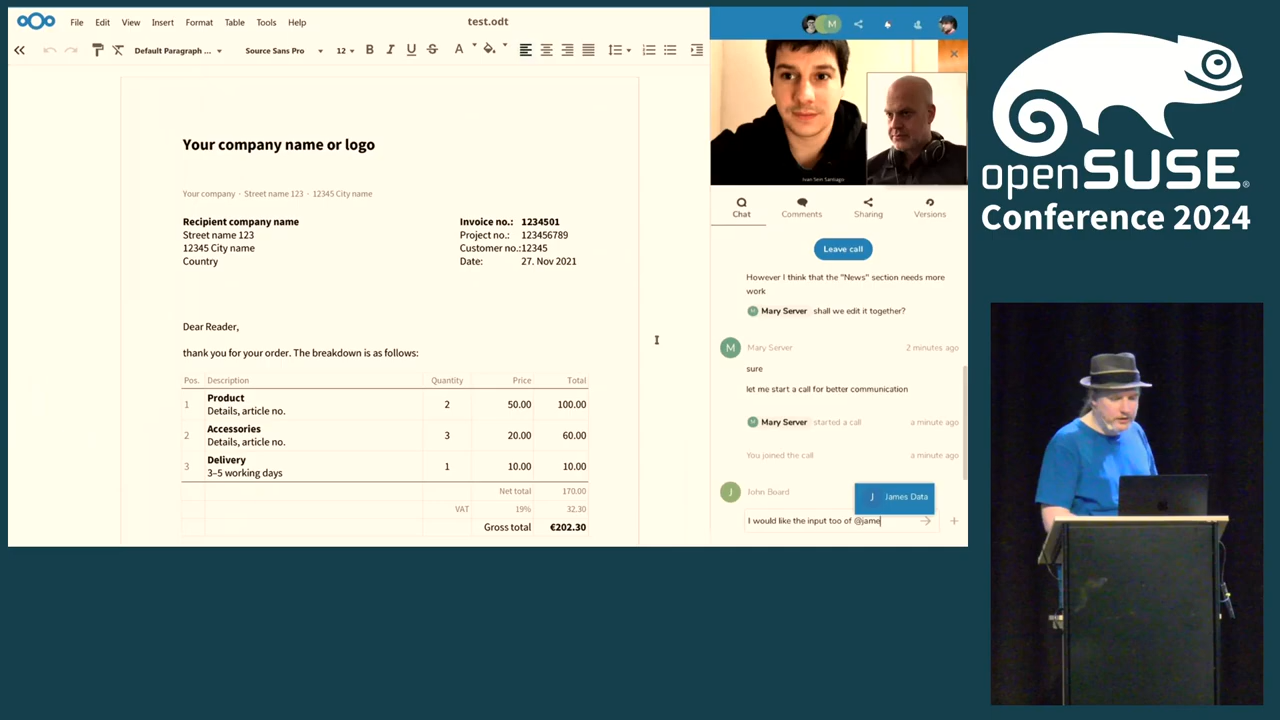 File Edit View Insert Format Table Tools Help
test.odt
M
Default Paragraph ... Source Sans Pro 12 B I U S A
Your company name or logo
Your company · Street name 123 · 12345 City name
Recipient company name
Street name 123
12345 City name
Country
Invoice no.: 1234501
Project no.: 123456789
Customer no.: 12345
Date: 27. Nov 2021
Dear Reader,
thank you for your order. The breakdown is as follows:
Pos. Description Quantity Price Total
1 Product 2 50.00 100.00
Details, article no.
2 Accessories 3 20.00 60.00
Details, article no.
3 Delivery 1 10.00 10.00
3–5 working days
Net total 170.00
VAT 19% 32.30
Gross total €202.30
Ivan Sein Santiago
Chat Comments Sharing Versions
Leave call
However I think that the "News" section needs more
work
M Mary Server shall we edit it together?
M Mary Server 2 minutes ago
sure
let me start a call for better communication
M Mary Server started a call a minute ago
You joined the call a minute ago
J John Board
J James Data
I would like the input too of @jame
openSUSE®
Conference 2024